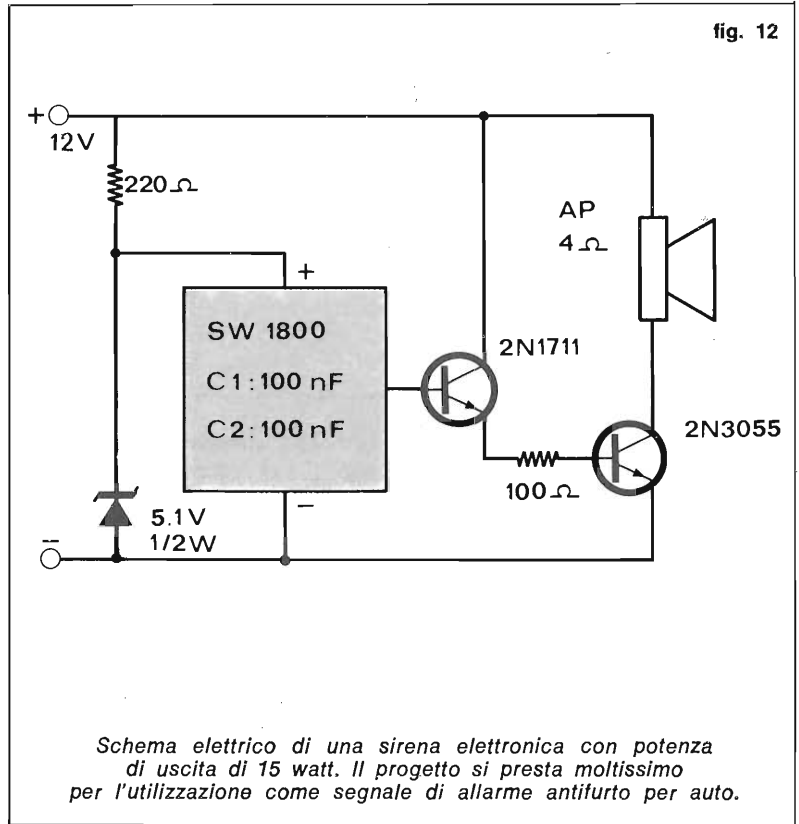 fig. 12
+
12V
220Ω
AP
4Ω
+
SW 1800
C1:100 nF
C2:100 nF
2N1711
2N3055
100Ω
−
5.1V
1/2W
−
Schema elettrico di una sirena elettronica con potenza
di uscita di 15 watt. Il progetto si presta moltissimo
per l'utilizzazione come segnale di allarme antifurto per auto.